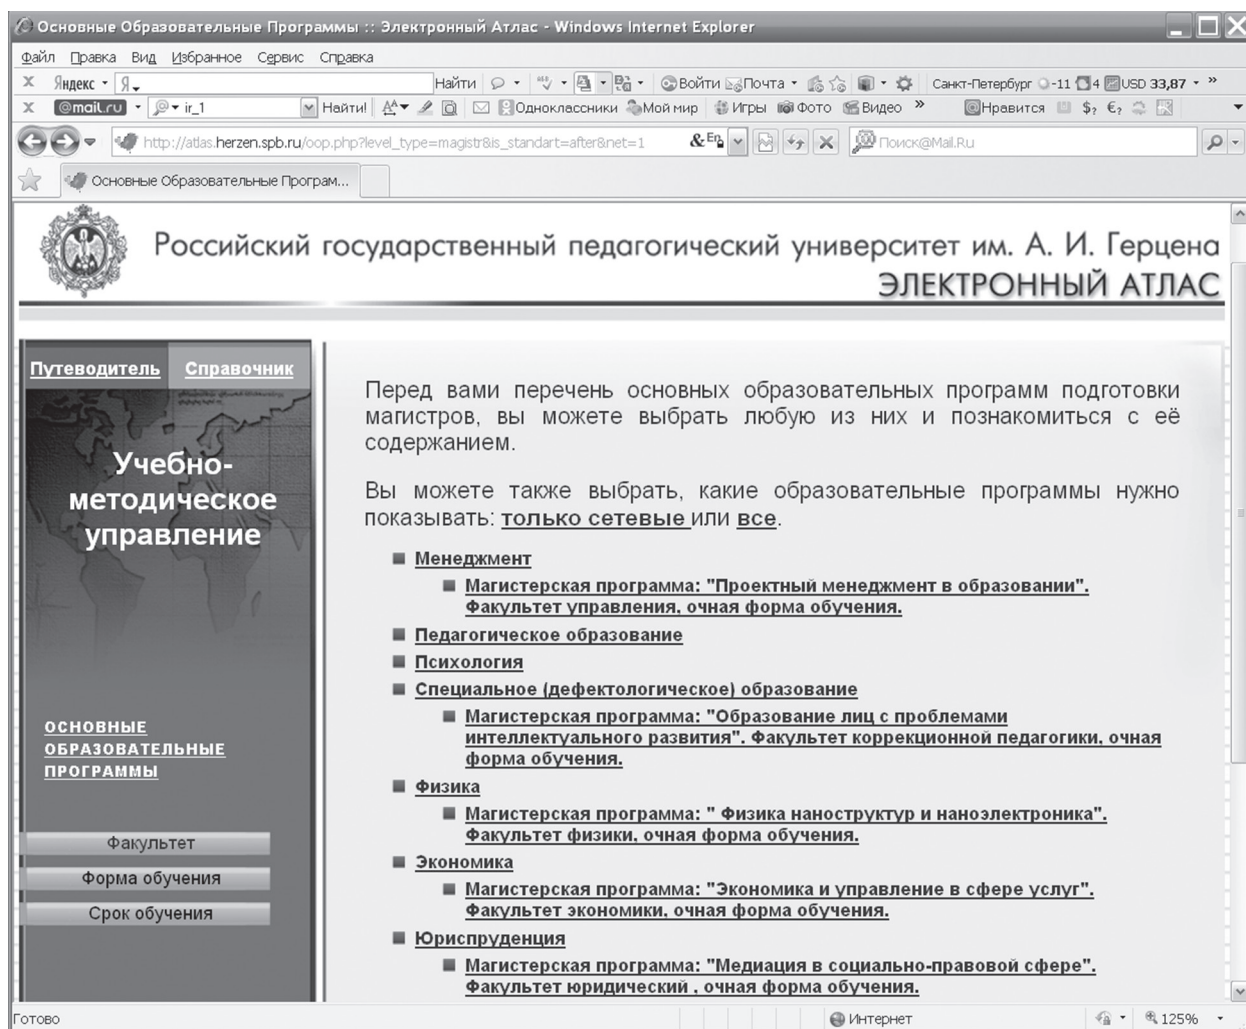 Основные Образовательные Программы :: Электронный Атлас - Windows Internet Explorer
Файл Правка Вид Избранное Сервис Справка
X Яндекс Я Найти Войти Почта Санкт-Петербург -11 4 USD 33,87 »
X @mail.ru ir_1 Найти! Одноклассники Мой мир Игры Фото Видео » Нравится $? €?
http://atlas.herzen.spb.ru/oop.php?level_type=magistr&is_standart=after&net=1 & En Поиск@Mail.Ru
Основные Образовательные Програм...
Российский государственный педагогический университет им. А. И. Герцена
ЭЛЕКТРОННЫЙ АТЛАС
Путеводитель Справочник
Учебно-
методическое
управление
ОСНОВНЫЕ
ОБРАЗОВАТЕЛЬНЫЕ
ПРОГРАММЫ
Факультет
Форма обучения
Срок обучения
Перед вами перечень основных образовательных программ подготовки
магистров, вы можете выбрать любую из них и познакомиться с её
содержанием.
Вы можете также выбрать, какие образовательные программы нужно
показывать: только сетевые или все.
Менеджмент
Магистерская программа: "Проектный менеджмент в образовании".
Факультет управления, очная форма обучения.
Педагогическое образование
Психология
Специальное (дефектологическое) образование
Магистерская программа: "Образование лиц с проблемами
интеллектуального развития". Факультет коррекционной педагогики, очная
форма обучения.
Физика
Магистерская программа: " Физика наноструктур и наноэлектроника".
Факультет физики, очная форма обучения.
Экономика
Магистерская программа: "Экономика и управление в сфере услуг".
Факультет экономики, очная форма обучения.
Юриспруденция
Магистерская программа: "Медиация в социально-правовой сфере".
Факультет юридический , очная форма обучения.
Готово Интернет 125%